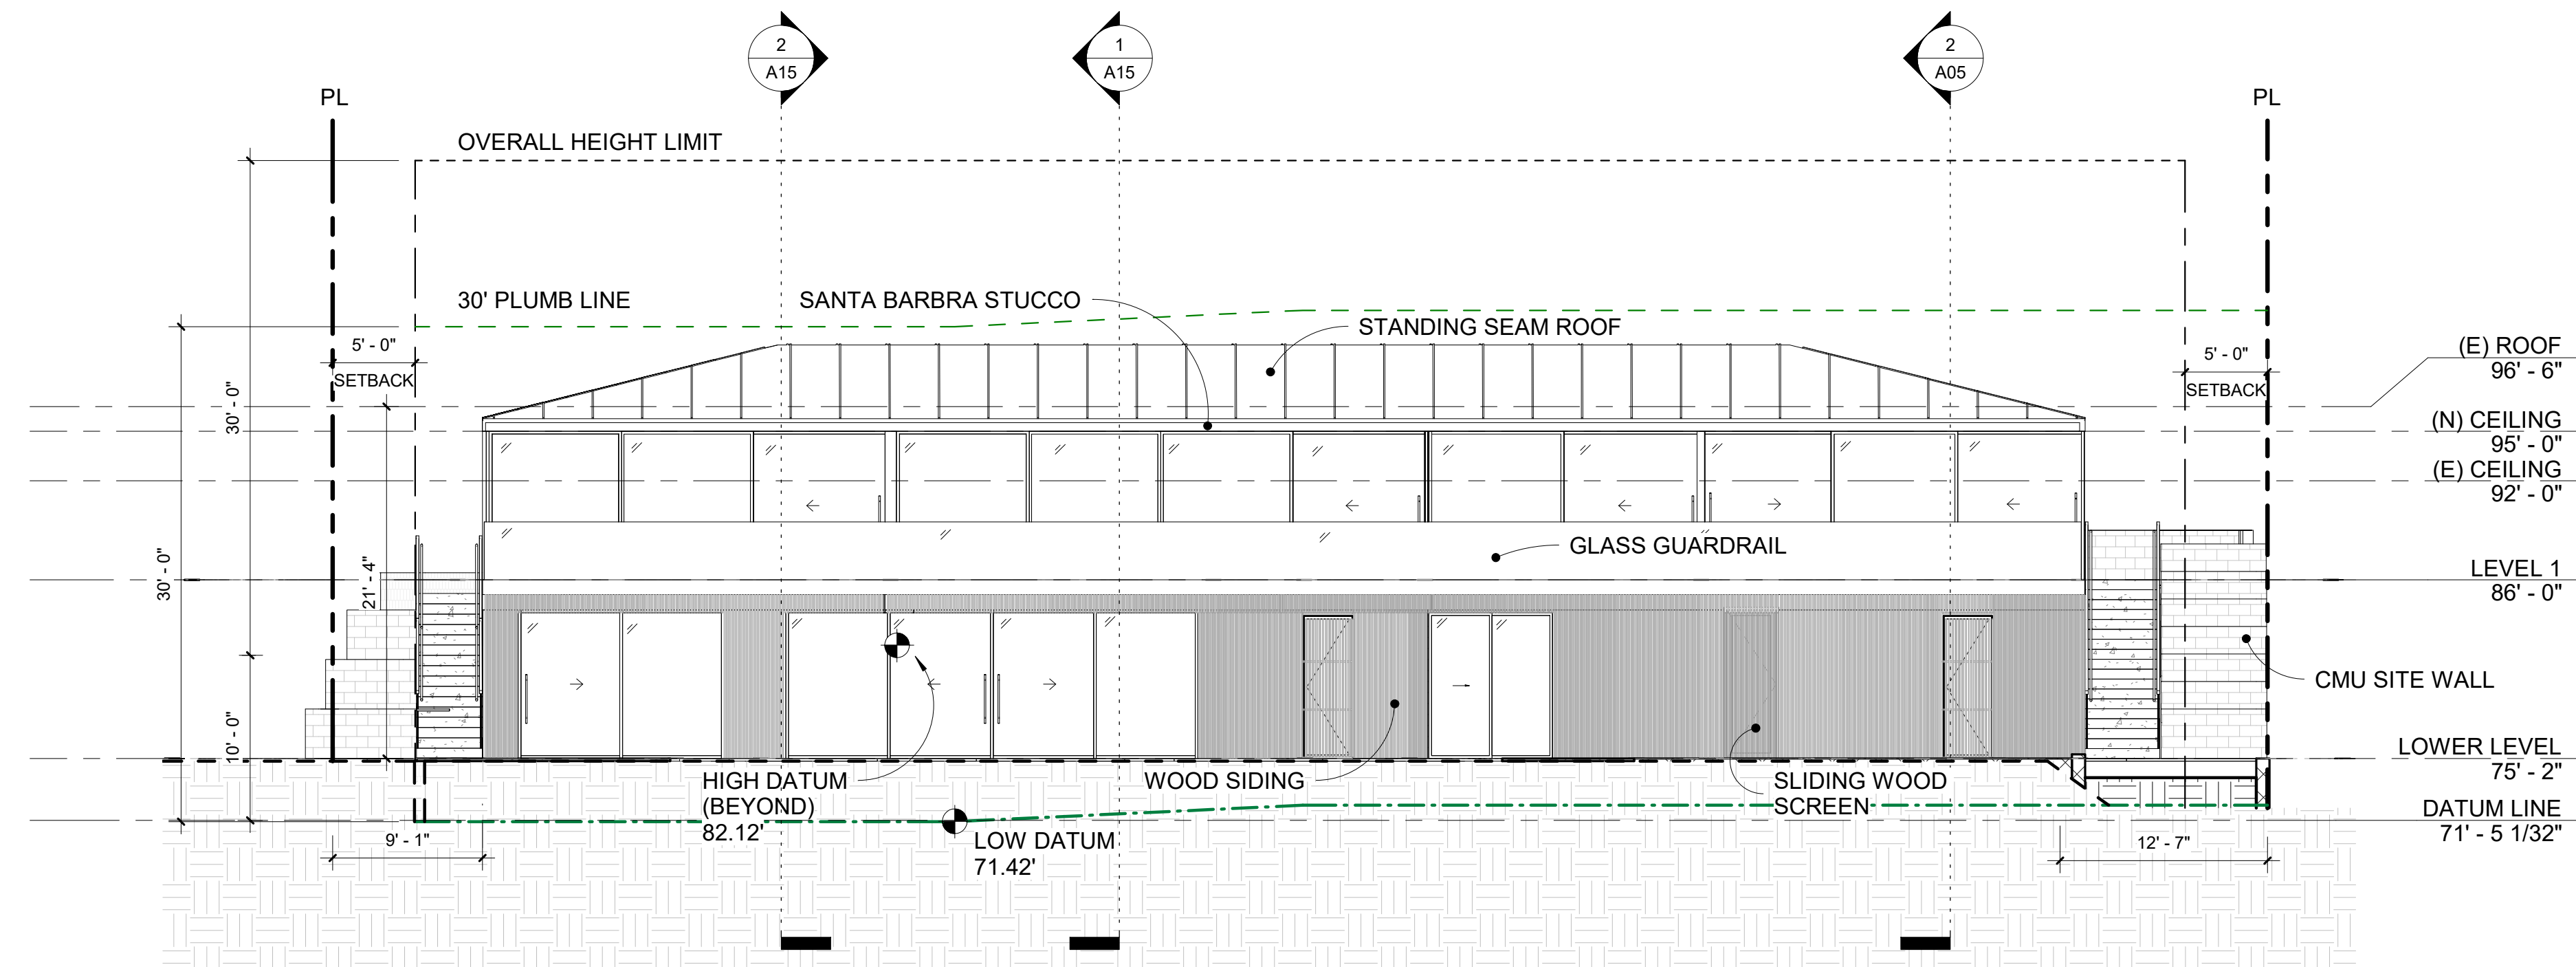 2
A15
1
A15
2
A05
PL
PL
OVERALL HEIGHT LIMIT
30' PLUMB LINE
SANTA BARBRA STUCCO
STANDING SEAM ROOF
5' - 0"
SETBACK
5' - 0"
SETBACK
(E) ROOF
96' - 6"
30' - 0"
(N) CEILING
95' - 0"
(E) CEILING
92' - 0"
GLASS GUARDRAIL
30' - 0"
21' - 4"
LEVEL 1
86' - 0"
CMU SITE WALL
10' - 0"
LOWER LEVEL
75' - 2"
HIGH DATUM
(BEYOND)
82.12'
WOOD SIDING
SLIDING WOOD
SCREEN
DATUM LINE
71' - 5 1/32"
9' - 1"
LOW DATUM
71.42'
12' - 7"